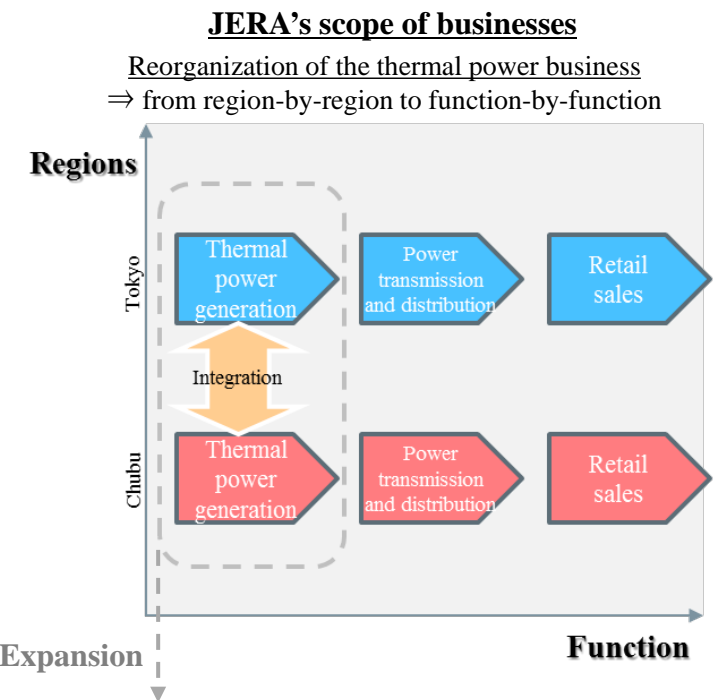 JERA's scope of businesses
Reorganization of the thermal power business
⇒ from region-by-region to function-by-function
Regions
Tokyo
Thermal
power
generation
Power
transmission
and distribution
Retail
sales
Integration
Chubu
Thermal
power
generation
Power
transmission
and distribution
Retail
sales
Function
Expansion